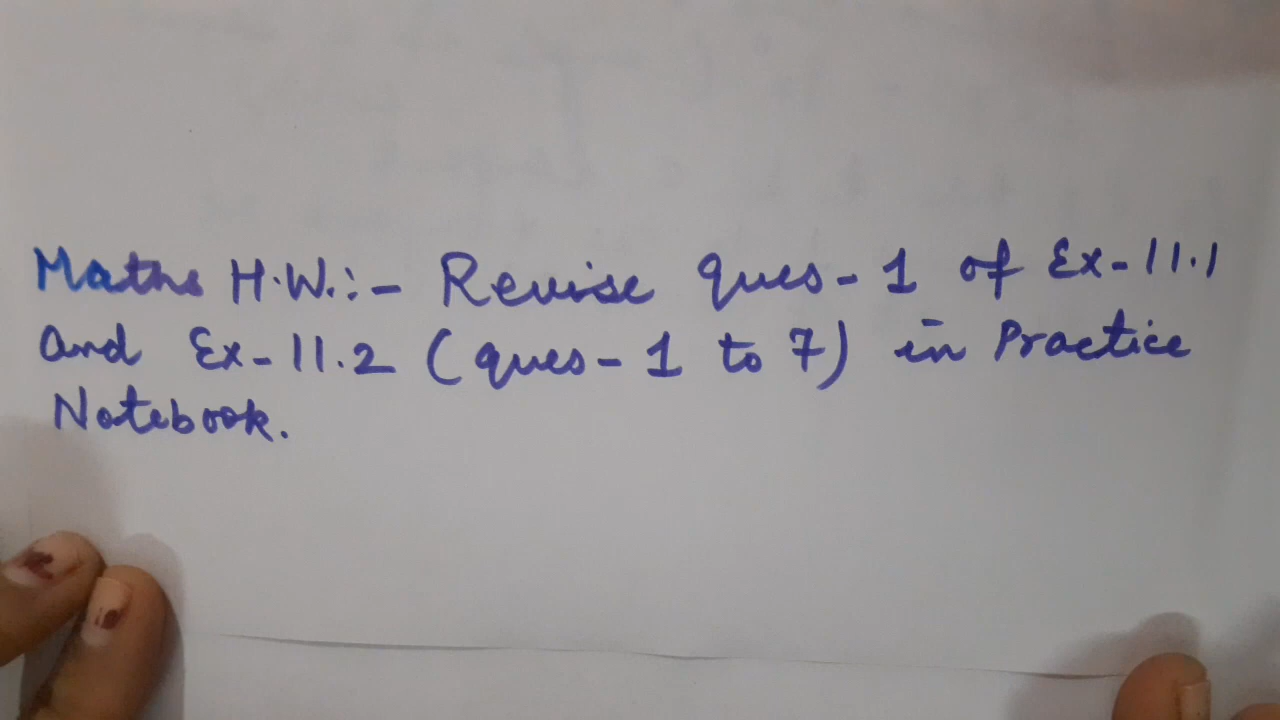 Maths H.W.:- Revise ques-1 of Ex-11.1
and Ex-11.2 (ques-1 to 7) in Practice
Notebook.